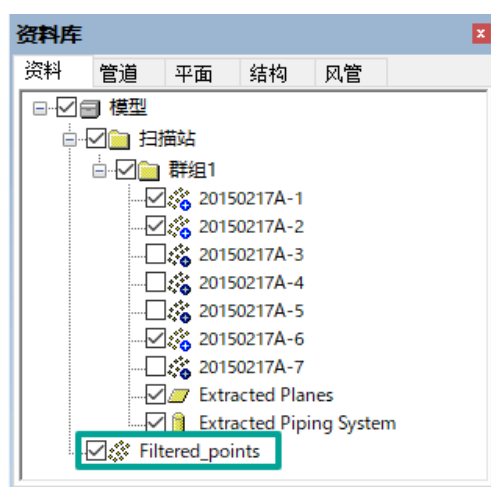 资料库
资料 管道 平面 结构 风管
模型
扫描站
群组1
20150217A-1
20150217A-2
20150217A-3
20150217A-4
20150217A-5
20150217A-6
20150217A-7
Extracted Planes
Extracted Piping System
Filtered_points